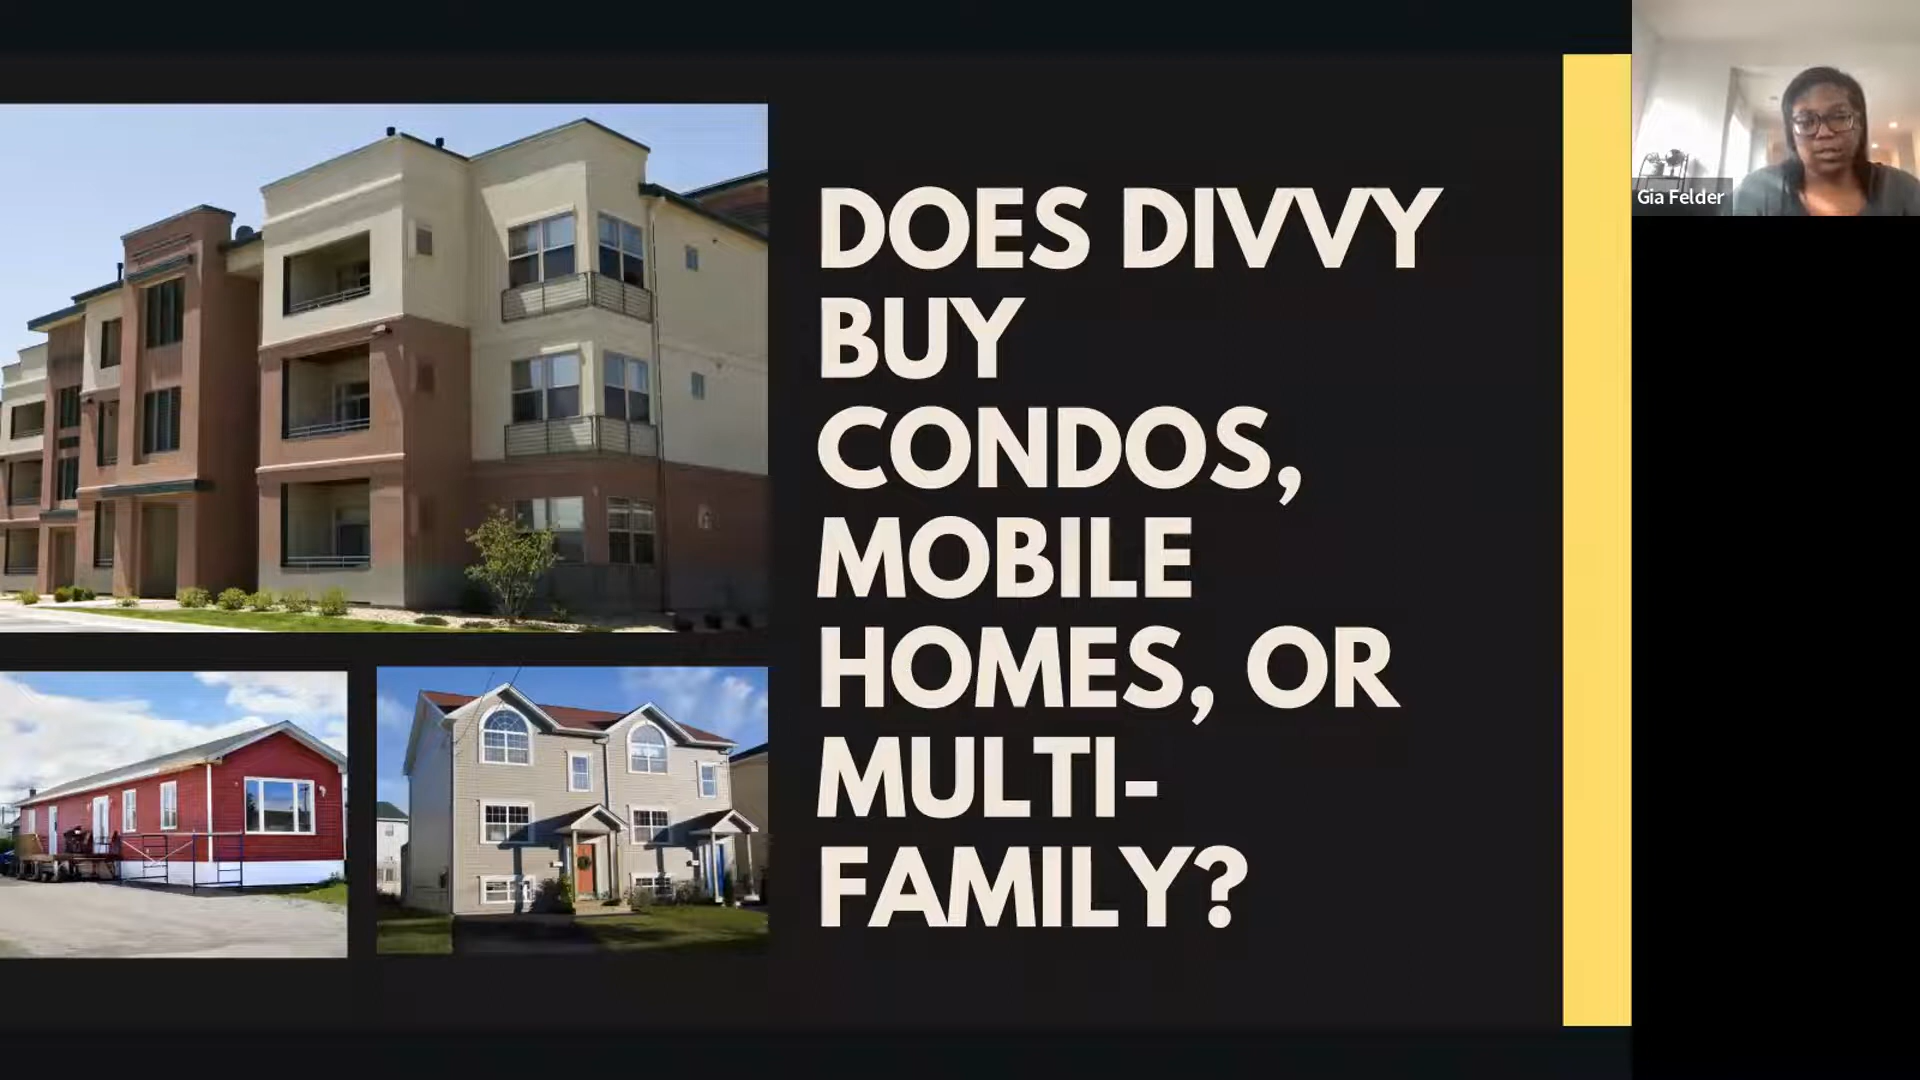 DOES DIVVY
BUY
CONDOS,
MOBILE
HOMES, OR
MULTI-
FAMILY?
Gia Felder